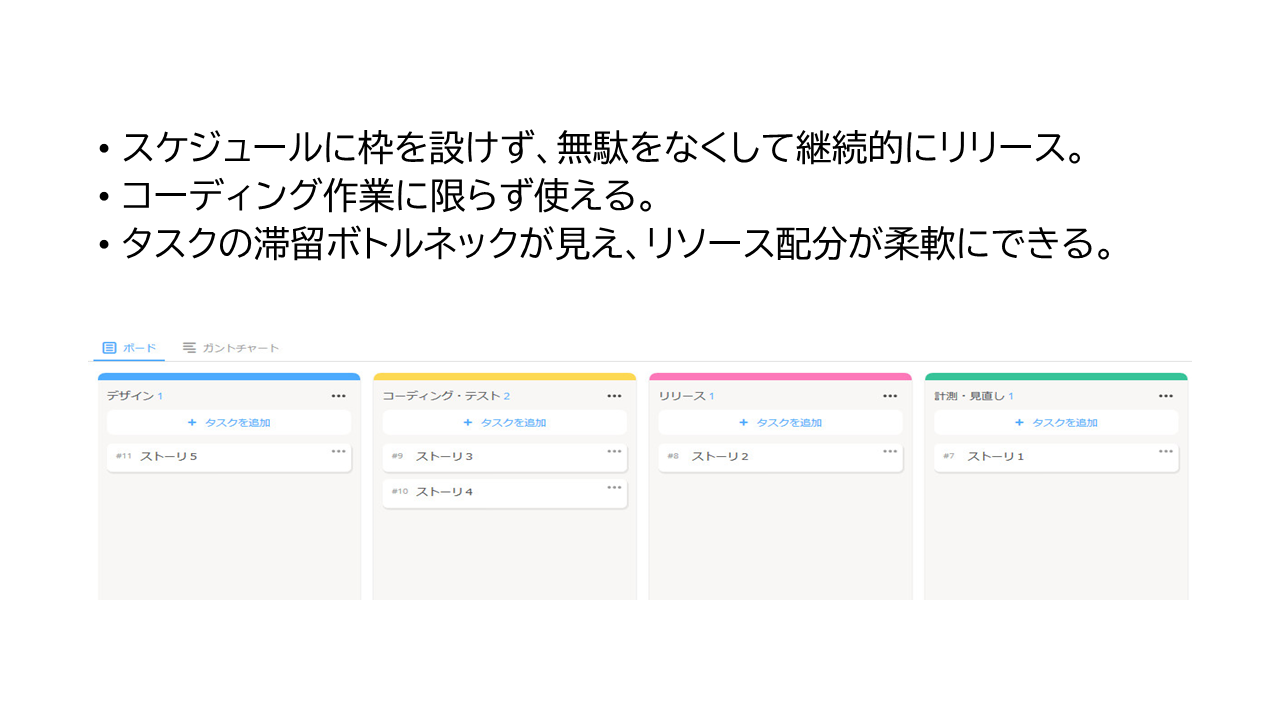 • スケジュールに枠を設けず、無駄をなくして継続的にリリース。
• コーディング作業に限らず使える。
• タスクの滞留ボトルネックが見え、リソース配分が柔軟にできる。
ボード ガントチャート
デザイン 1 •••
+ タスクを追加
#11 ストーリ5 •••
コーディング・テスト 2 •••
+ タスクを追加
#9 ストーリ3 •••
#10 ストーリ4 •••
リリース 1 •••
+ タスクを追加
#8 ストーリ2 •••
計測・見直し 1 •••
+ タスクを追加
#7 ストーリ1 •••